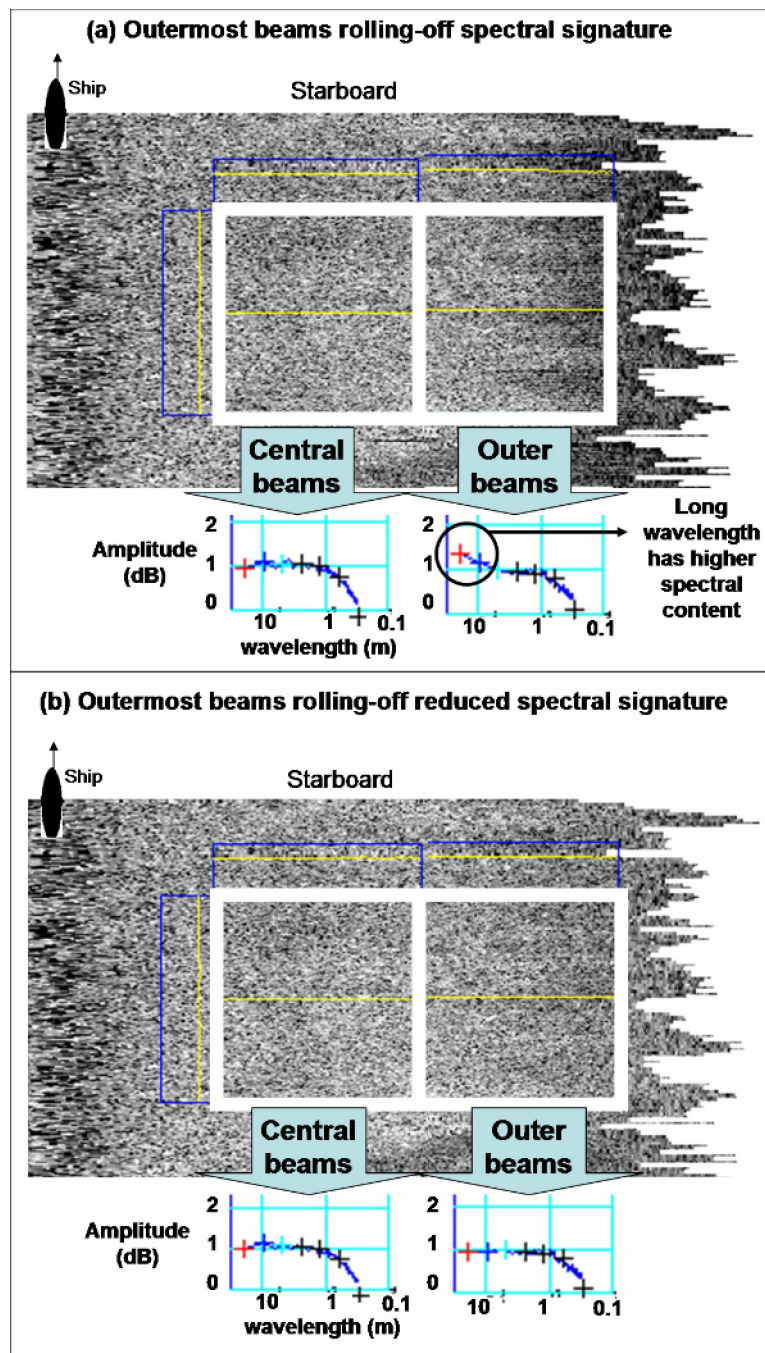 (a) Outermost beams rolling-off spectral signature
Ship
Starboard
Central
beams
Outer
beams
Long
wavelength
has higher
spectral
content
Amplitude
(dB)
2
1
0
10
1
0.1
wavelength (m)
2
1
0
10
1
0.1
(b) Outermost beams rolling-off reduced spectral signature
Ship
Starboard
Central
beams
Outer
beams
Amplitude
(dB)
2
1
0
10
1
0.1
wavelength (m)
2
1
0
10
1
0.1